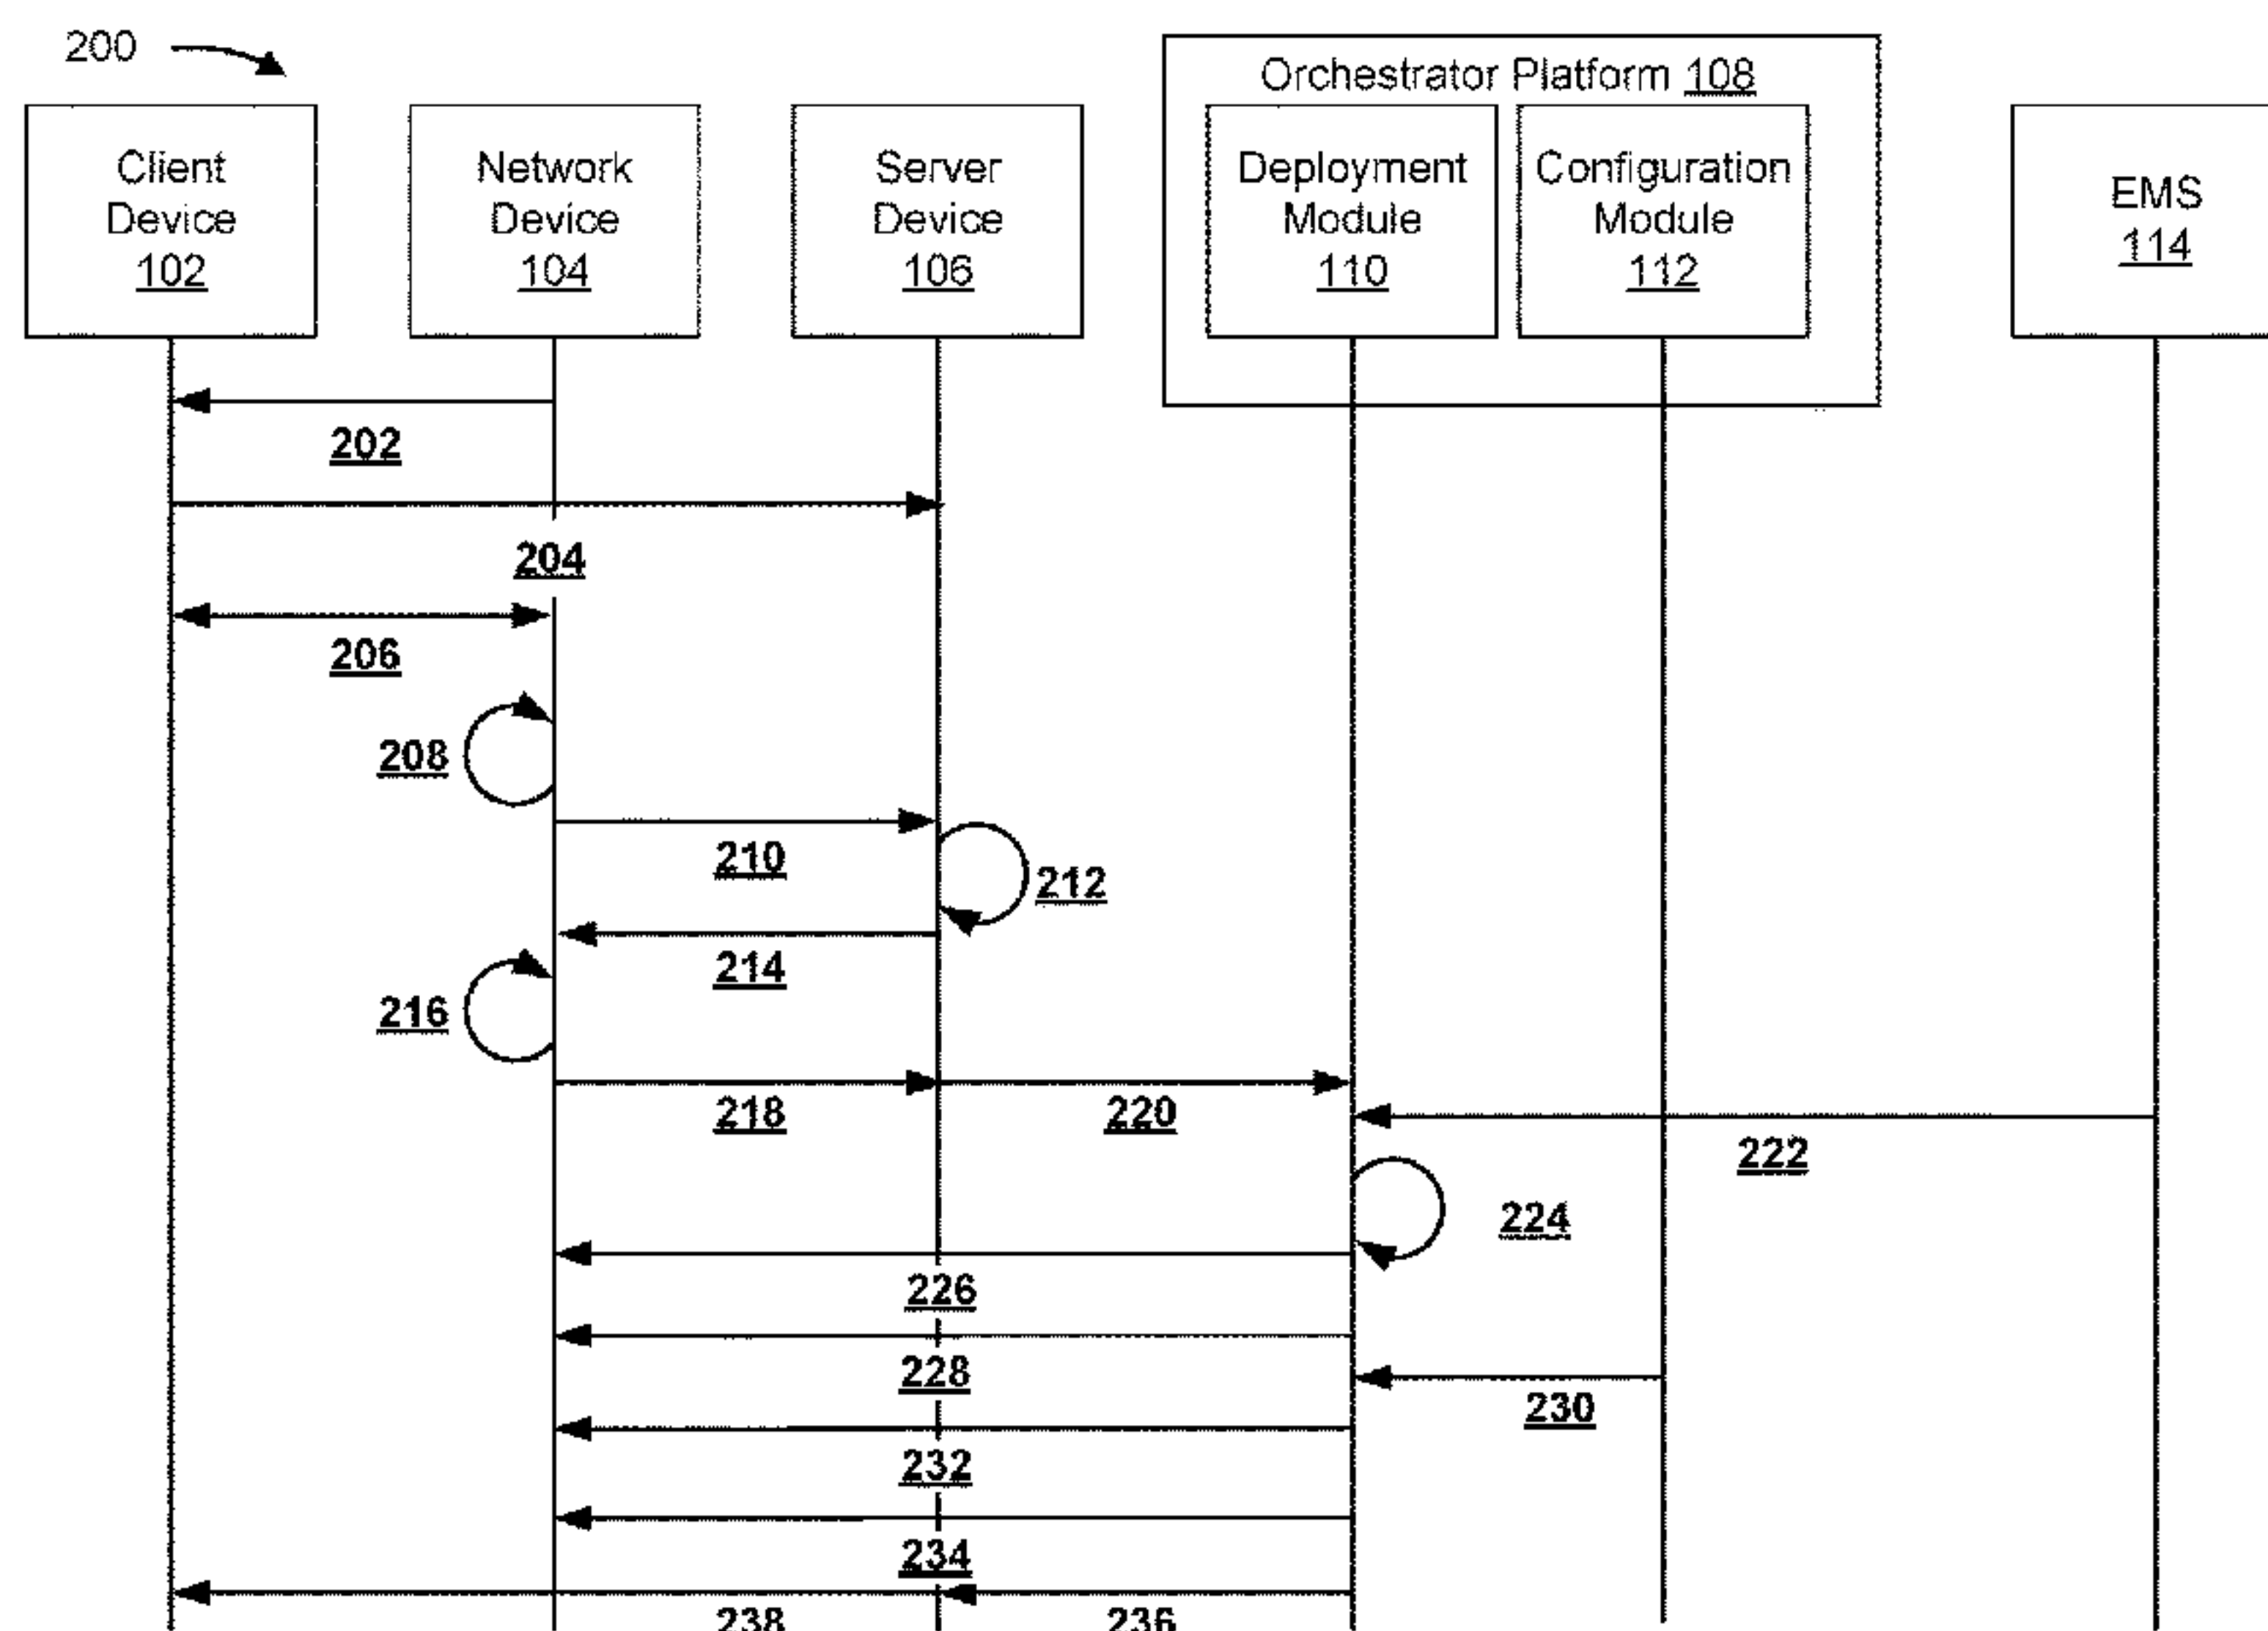 200
Orchestrator Platform 108
Client
Device
102
Network
Device
104
Server
Device
106
Deployment
Module
110
Configuration
Module
112
EMS
114
202
204
206
208
210
212
214
216
218
220
222
224
226
228
230
232
234
238
236